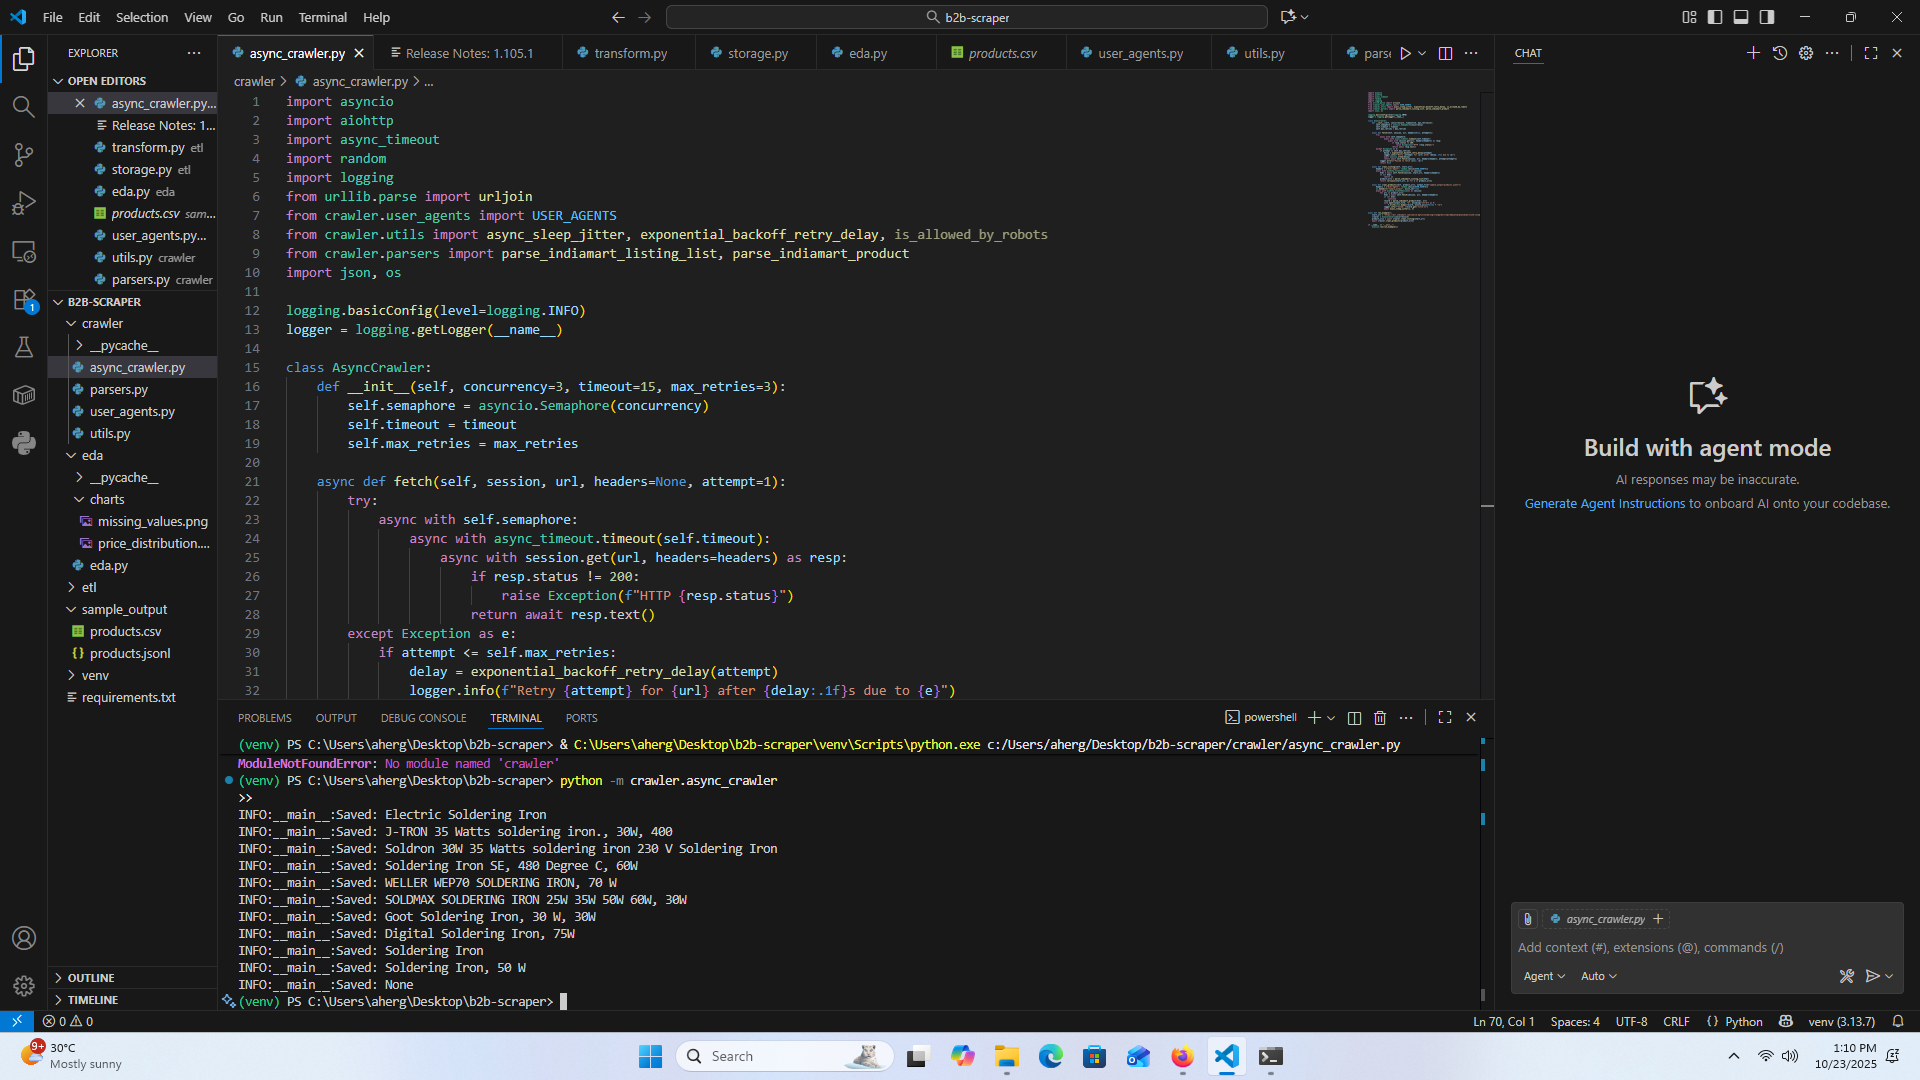 File Edit Selection View Go Run Terminal Help
b2b-scraper
EXPLORER
OPEN EDITORS
async_crawler.py...
Release Notes: 1...
transform.py etl
storage.py etl
eda.py eda
products.csv sam...
user_agents.py...
utils.py crawler
parsers.py crawler
B2B-SCRAPER
crawler
__pycache__
async_crawler.py
parsers.py
user_agents.py
utils.py
eda
__pycache__
charts
missing_values.png
price_distribution....
eda.py
etl
sample_output
products.csv
products.jsonl
venv
requirements.txt
OUTLINE
TIMELINE
1
async_crawler.py
Release Notes: 1.105.1
transform.py
storage.py
eda.py
products.csv
user_agents.py
utils.py
parse
crawler > async_crawler.py > ...
1 import asyncio
2 import aiohttp
3 import async_timeout
4 import random
5 import logging
6 from urllib.parse import urljoin
7 from crawler.user_agents import USER_AGENTS
8 from crawler.utils import async_sleep_jitter, exponential_backoff_retry_delay, is_allowed_by_robots
9 from crawler.parsers import parse_indiamart_listing_list, parse_indiamart_product
10 import json, os
11
12 logging.basicConfig(level=logging.INFO)
13 logger = logging.getLogger(__name__)
14
15 class AsyncCrawler:
16 def __init__(self, concurrency=3, timeout=15, max_retries=3):
17 self.semaphore = asyncio.Semaphore(concurrency)
18 self.timeout = timeout
19 self.max_retries = max_retries
20
21 async def fetch(self, session, url, headers=None, attempt=1):
22 try:
23 async with self.semaphore:
24 async with async_timeout.timeout(self.timeout):
25 async with session.get(url, headers=headers) as resp:
26 if resp.status != 200:
27 raise Exception(f"HTTP {resp.status}")
28 return await resp.text()
29 except Exception as e:
30 if attempt <= self.max_retries:
31 delay = exponential_backoff_retry_delay(attempt)
32 logger.info(f"Retry {attempt} for {url} after {delay:.1f}s due to {e}")
PROBLEMS OUTPUT DEBUG CONSOLE TERMINAL PORTS
powershell
(venv) PS C:\Users\aherg\Desktop\b2b-scraper> & C:\Users\aherg\Desktop\b2b-scraper\venv\Scripts\python.exe c:/Users/aherg/Desktop/b2b-scraper/crawler/async_crawler.py
ModuleNotFoundError: No module named 'crawler'
(venv) PS C:\Users\aherg\Desktop\b2b-scraper> python -m crawler.async_crawler
>>
INFO:__main__:Saved: Electric Soldering Iron
INFO:__main__:Saved: J-TRON 35 Watts soldering iron., 30W, 400
INFO:__main__:Saved: Soldron 30W 35 Watts soldering iron 230 V Soldering Iron
INFO:__main__:Saved: Soldering Iron SE, 480 Degree C, 60W
INFO:__main__:Saved: WELLER WEP70 SOLDERING IRON, 70 W
INFO:__main__:Saved: SOLDMAX SOLDERING IRON 25W 35W 50W 60W, 30W
INFO:__main__:Saved: Goot Soldering Iron, 30 W, 30W
INFO:__main__:Saved: Digital Soldering Iron, 75W
INFO:__main__:Saved: Soldering Iron
INFO:__main__:Saved: Soldering Iron, 50 W
INFO:__main__:Saved: None
(venv) PS C:\Users\aherg\Desktop\b2b-scraper>
CHAT
Build with agent mode
AI responses may be inaccurate.
Generate Agent Instructions to onboard AI onto your codebase.
async_crawler.py
Add context (#), extensions (@), commands (/)
Agent Auto
0 0
Ln 70, Col 1 Spaces: 4 UTF-8 CRLF {} Python venv (3.13.7)
9+
30°C
Mostly sunny
Search
1:10 PM
10/23/2025